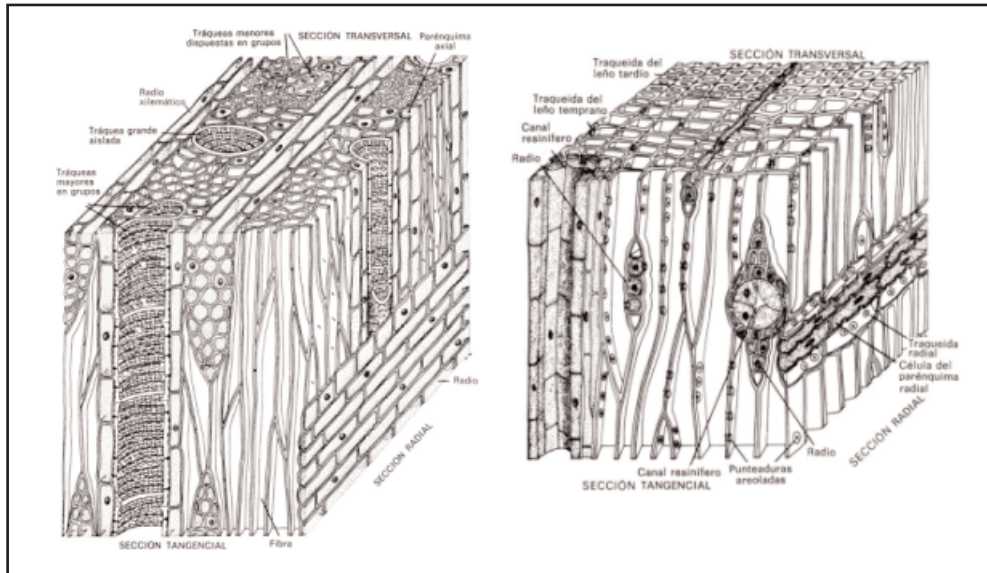 Tráqueas menores
dispuestas en grupos
SECCIÓN TRANSVERSAL
Parénquima
axial
Radio
xilemático
Tráquea grande
aislada
Tráqueas
mayores
en grupos
Radio
SECCIÓN RADIAL
SECCIÓN TANGENCIAL
Fibra
SECCIÓN TRANSVERSAL
Traqueida del
leño tardío
Traqueida del
leño temprano
Canal
resinífero
Radio
Traqueida
radial
Célula del
parénquima
radial
Radio
SECCIÓN RADIAL
Canal resinífero
Punteaduras
areoladas
SECCIÓN TANGENCIAL